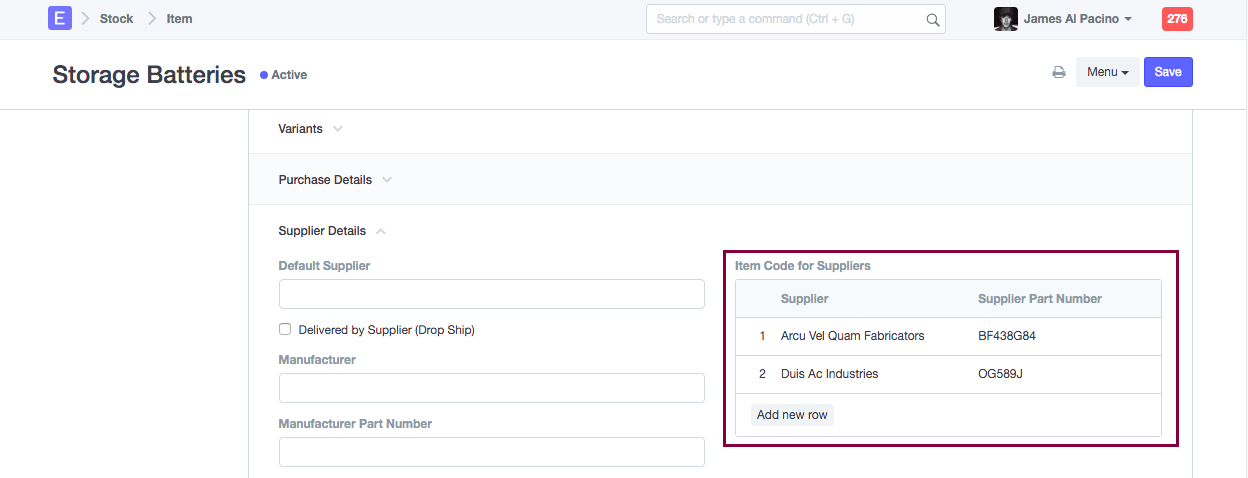 E Stock Item Search or type a command (Ctrl + G) James Al Pacino 276
Storage Batteries Active Menu Save
Variants
Purchase Details
Supplier Details
Default Supplier
Delivered by Supplier (Drop Ship)
Manufacturer
Manufacturer Part Number
Item Code for Suppliers
Supplier Supplier Part Number
1 Arcu Vel Quam Fabricators BF438G84
2 Duis Ac Industries OG589J
Add new row